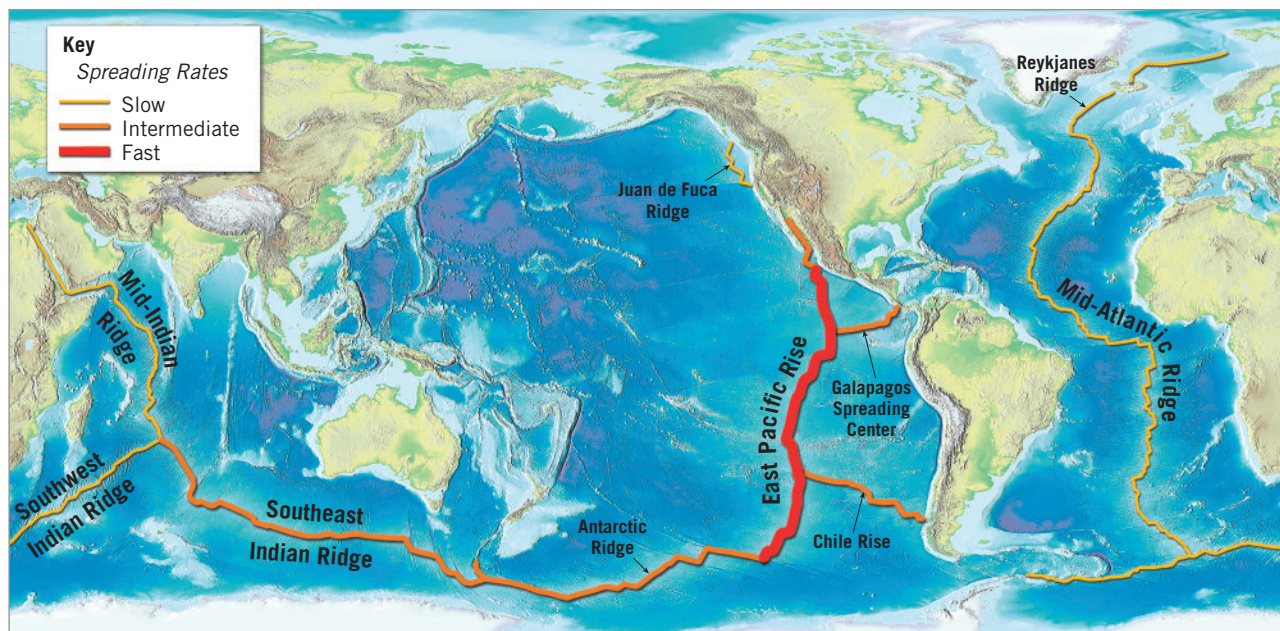 Key
Spreading Rates
Slow
Intermediate
Fast
Reykjanes
Ridge
Juan de Fuca
Ridge
Mid-Indian
Ridge
Mid-Atlantic Ridge
East Pacific Rise
Galapagos
Spreading
Center
Southwest
Indian Ridge
Southeast
Indian Ridge
Antarctic
Ridge
Chile Rise